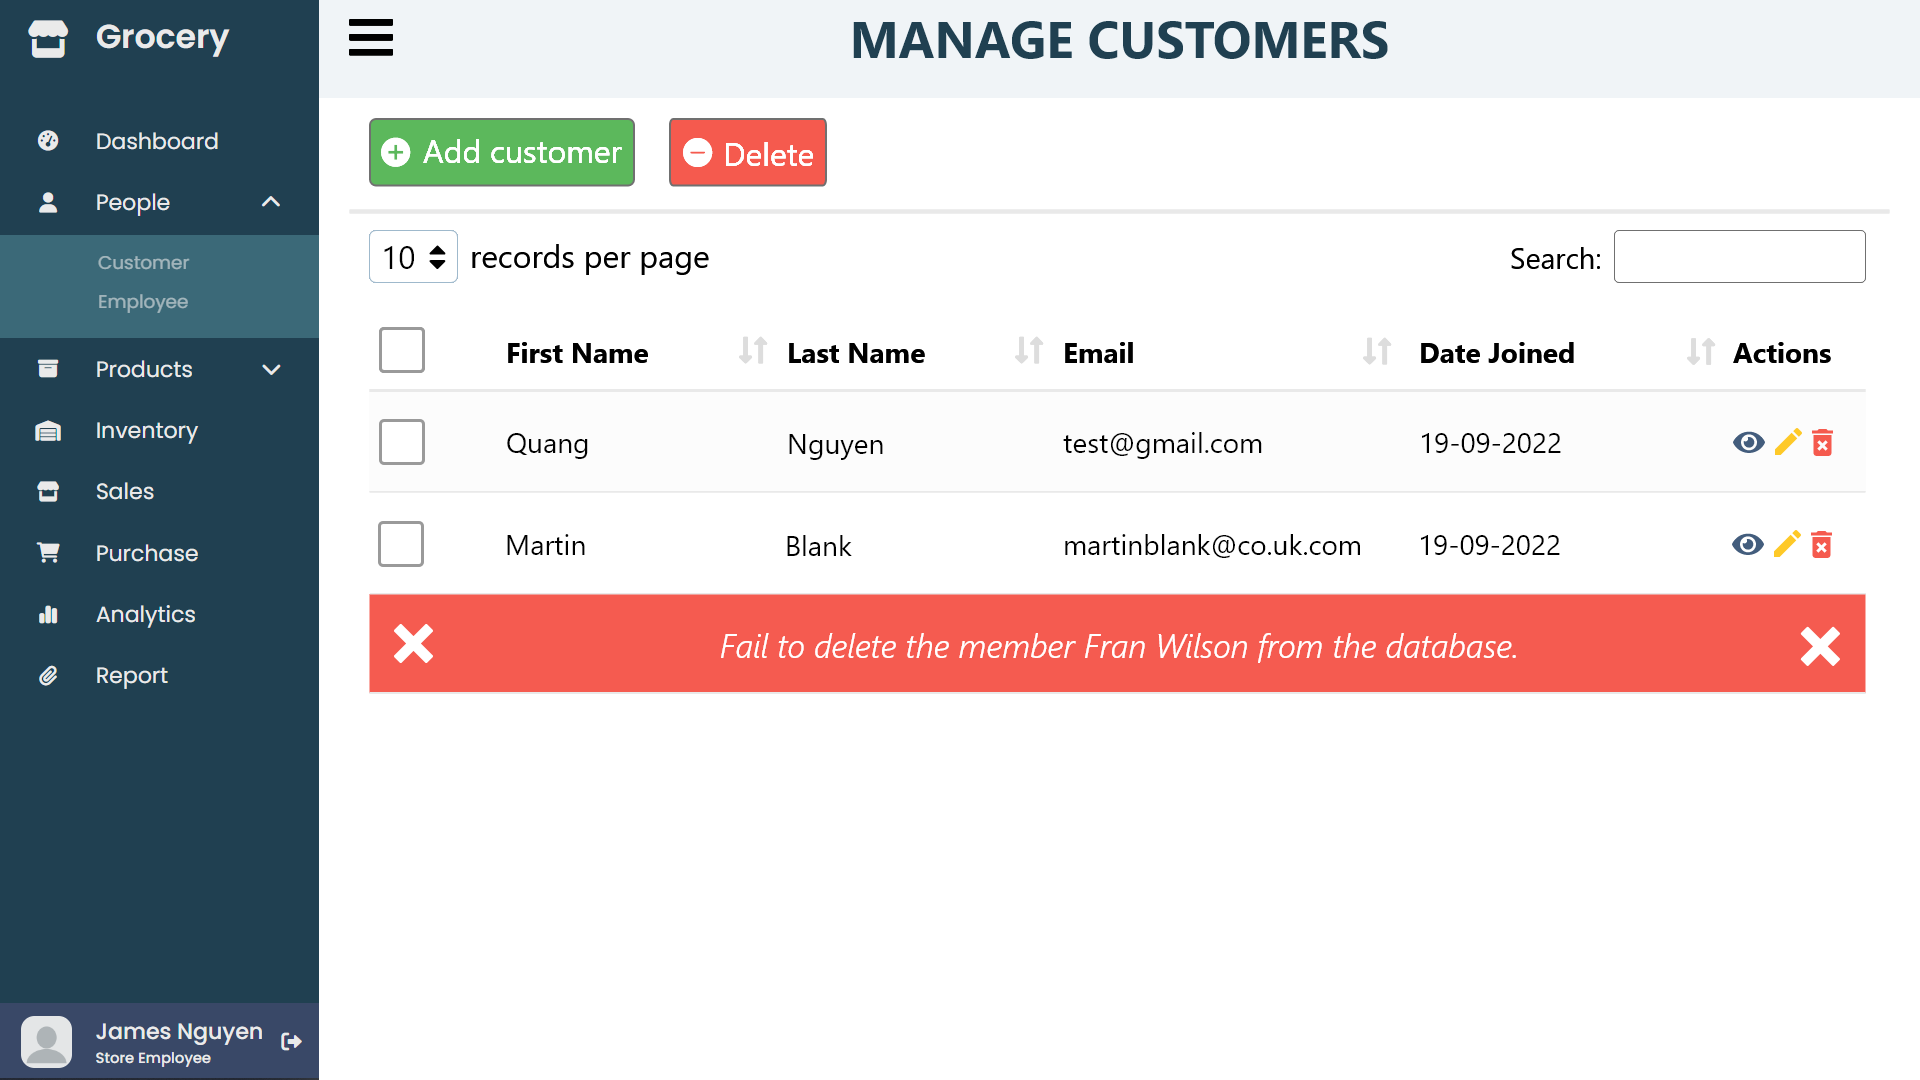 Grocery
MANAGE CUSTOMERS
Dashboard
People
Customer
Employee
Products
Inventory
Sales
Purchase
Analytics
Report
James Nguyen
Store Employee
Add customer
Delete
10 records per page
Search:
First Name Last Name Email Date Joined Actions
Quang Nguyen test@gmail.com 19-09-2022
Martin Blank martinblank@co.uk.com 19-09-2022
Fail to delete the member Fran Wilson from the database.